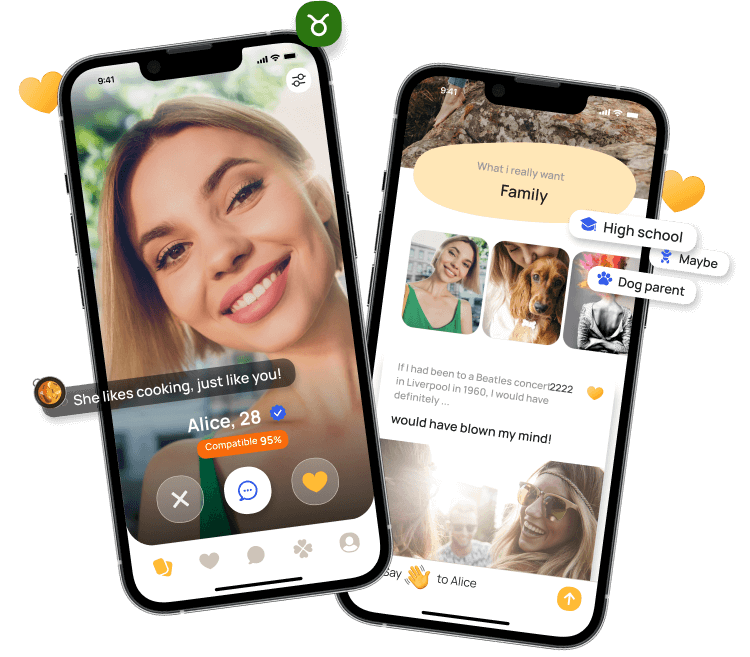 9:41
She likes cooking, just like you!
Alice, 28
Compatible 95%
9:41
What i really want
Family
High school
Maybe
Dog parent
If I had been to a Beatles concert2222
in Liverpool in 1960, I would have
definitely ...
would have blown my mind!
Say 👋 to Alice